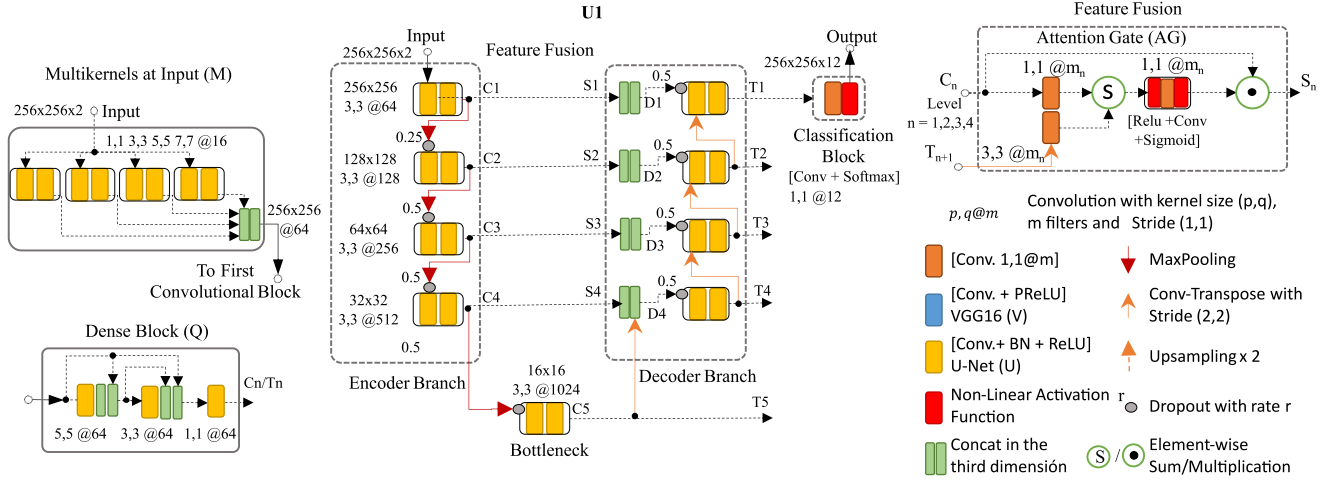 U1
Multikernels at Input (M)
256x256x2
Input
1,1 3,3 5,5 7,7 @16
256x256
@64
To First
Convolutional Block
Dense Block (Q)
Cn/Tn
5,5 @64
3,3 @64
1,1 @64
Input
256x256x2
Feature Fusion
256x256
3,3 @64
C1
0.25
128x128
3,3 @128
C2
0.5
64x64
3,3 @256
C3
0.5
32x32
3,3 @512
C4
0.5
Encoder Branch
16x16
3,3 @1024
C5
Bottleneck
S1
D1
0.5
T1
S2
D2
0.5
T2
S3
D3
0.5
T3
S4
D4
0.5
T4
Decoder Branch
T5
Output
256x256x12
Classification
Block
[Conv + Softmax]
1,1 @12
Feature Fusion
Attention Gate (AG)
Cn
Level
n = 1,2,3,4
Tn+1
1,1 @mn
3,3 @mn
S
1,1 @mn
[Relu +Conv
+Sigmoid]
Sn
p,q@m
Convolution with kernel size (p,q),
m filters and Stride (1,1)
[Conv. 1,1@m]
[Conv. + PReLU]
VGG16 (V)
[Conv.+ BN + ReLU]
U-Net (U)
Non-Linear Activation
Function
Concat in the
third dimensión
MaxPooling
Conv-Transpose with
Stride (2,2)
Upsampling x 2
r
Dropout with rate r
S / 
Element-wise
Sum/Multiplication